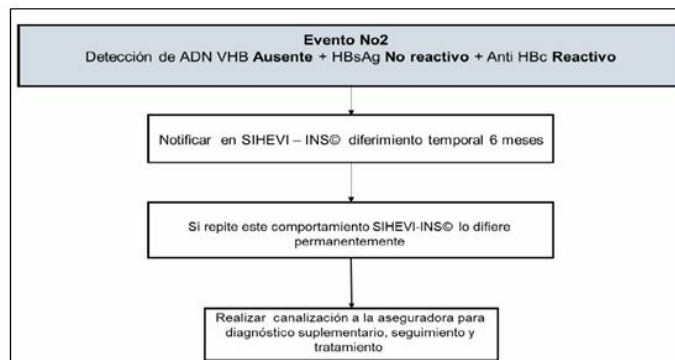 Evento No2
Detección de ADN VHB Ausente + HBsAg No reactivo + Anti HBc Reactivo
Notificar en SIHEVI – INS© diferimiento temporal 6 meses
Si repite este comportamiento SIHEVI-INS© lo difiere
permanentemente
Realizar canalización a la aseguradora para
diagnóstico suplementario, seguimiento y
tratamiento